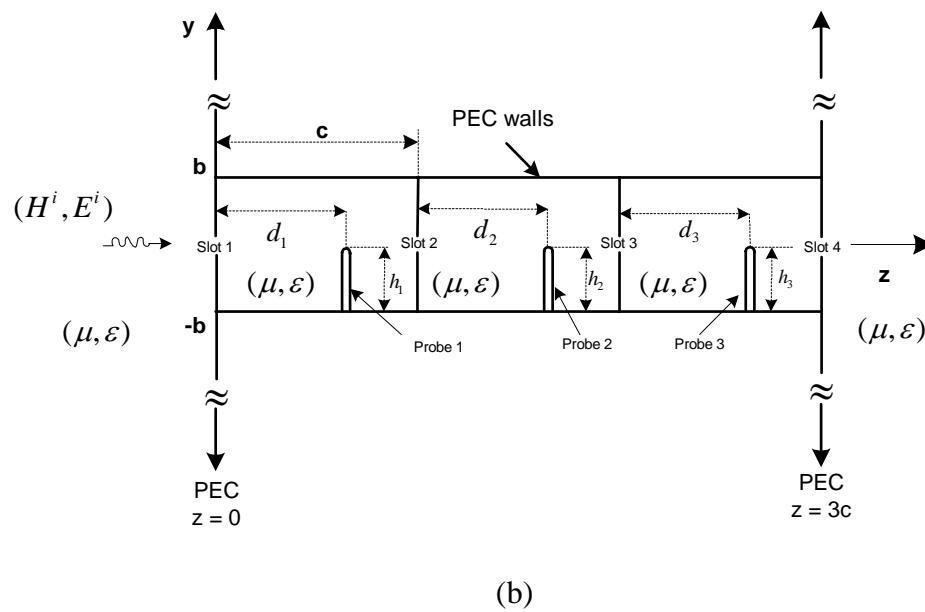 y
c
PEC walls
b
(H^i, E^i)
d_1
d_2
d_3
Slot 1
Slot 2
Slot 3
Slot 4
z
(μ, ε)
h_1
(μ, ε)
h_2
(μ, ε)
h_3
-b
(μ, ε)
(μ, ε)
Probe 1
Probe 2
Probe 3
≈
≈
≈
≈
PEC
z = 0
PEC
z = 3c
(b)